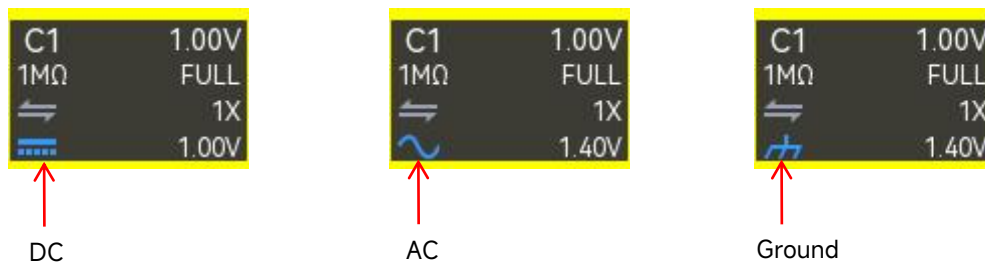 C1 1.00V
1MΩ FULL
1X
1.00V
DC
C1 1.00V
1MΩ FULL
1X
1.40V
AC
C1 1.00V
1MΩ FULL
1X
1.40V
Ground